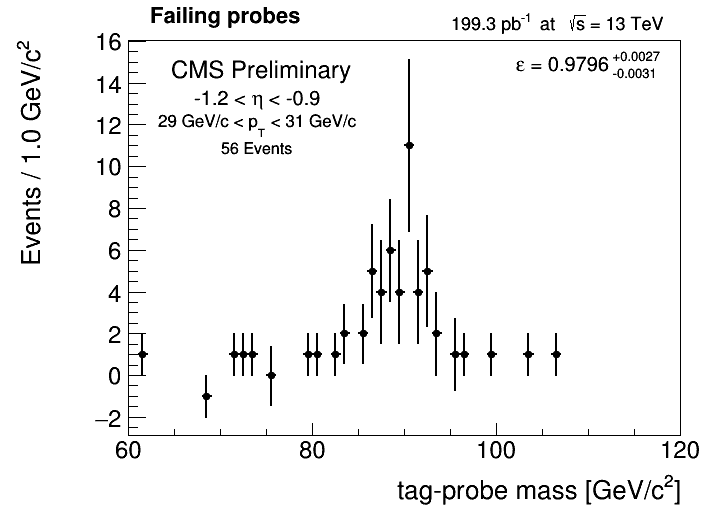 Failing probes
199.3 pb⁻¹ at √s = 13 TeV
CMS Preliminary
ε = 0.9796 +0.0027 -0.0031
-1.2 < η < -0.9
29 GeV/c < p_T < 31 GeV/c
56 Events
Events / 1.0 GeV/c²
16
14
12
10
8
6
4
2
0
−2
60 80 100 120
tag-probe mass [GeV/c²]